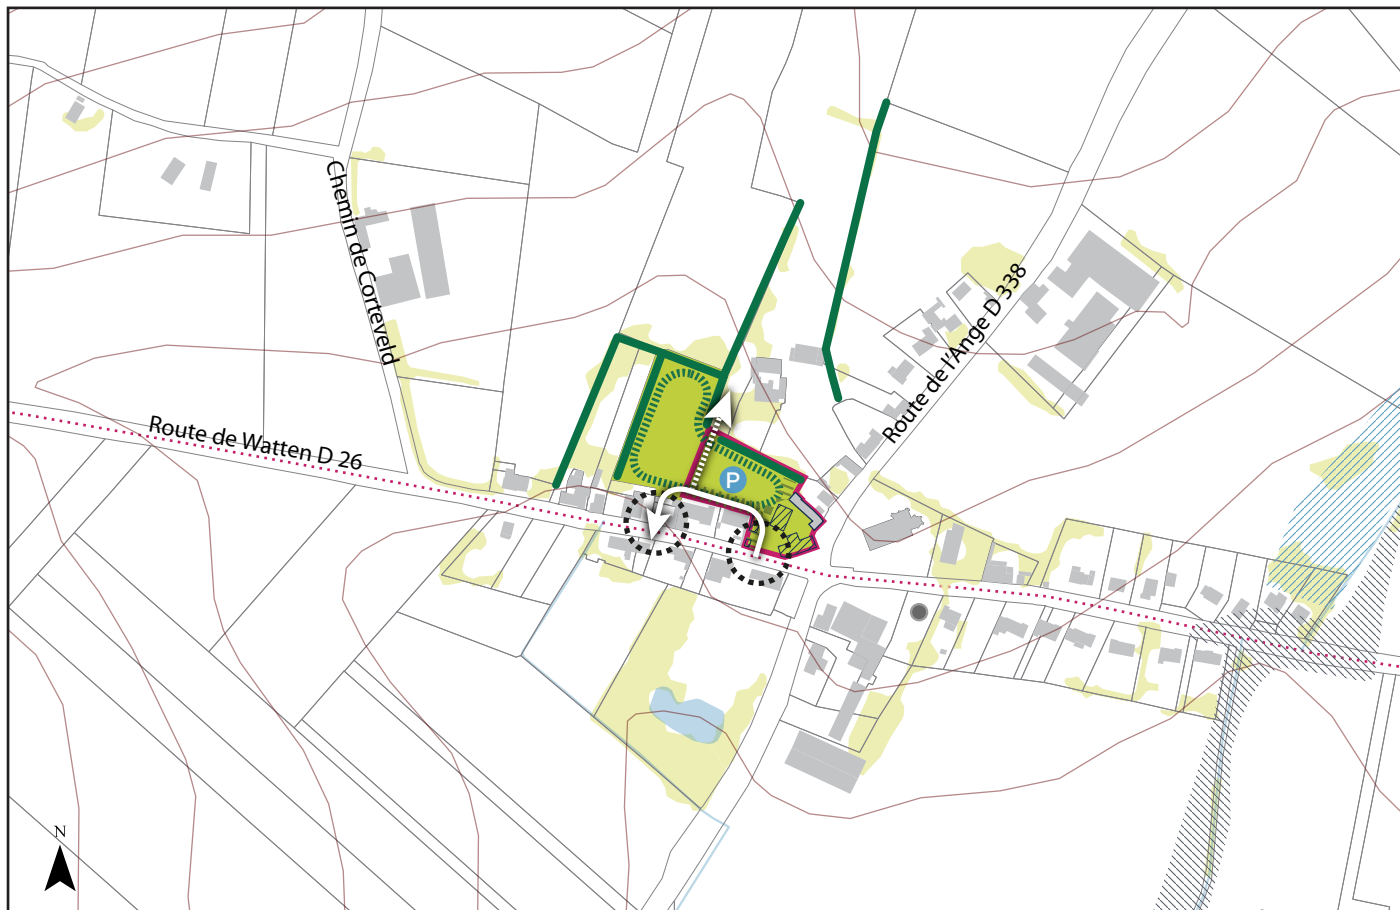 Chemin de Corteveld
Route de l'Ange D 338
Route de Watten D 26
P
N